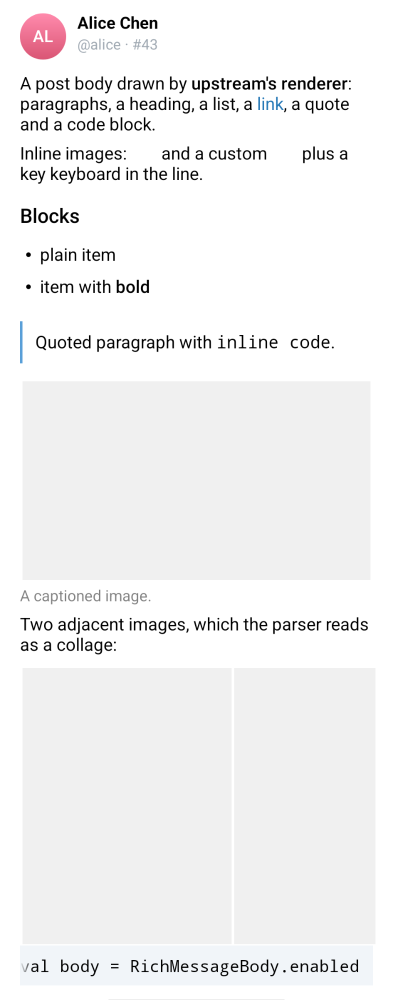 AL
Alice Chen
@alice · #43
A post body drawn by upstream's renderer:
paragraphs, a heading, a list, a link, a quote
and a code block.
Inline images: and a custom plus a
key keyboard in the line.
Blocks
• plain item
• item with bold
Quoted paragraph with inline code.
A captioned image.
Two adjacent images, which the parser reads
as a collage:
val body = RichMessageBody.enabled